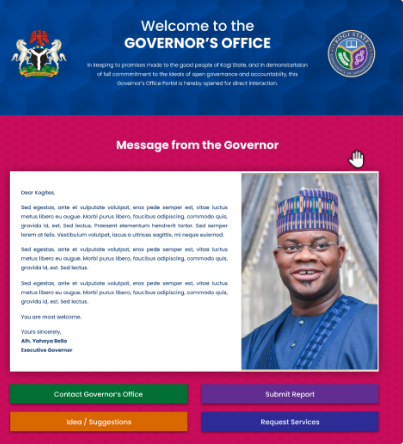 Welcome to the
GOVERNOR'S OFFICE
In keeping to promises made to the good people of Kogi State, and in demonstartsion
of full commmitment to the ideals of open governance and accountability, this
Governor's Office Portal is hereby opened for direct interaction.
KOGI STATE
Message from the Governor
Dear Kogites,
Sed egestas, ante et vulputate volutpat, eros pede semper est, vitae luctus
metus libero eu augue. Morbi purus libero, faucibus adipiscing, commodo quis,
gravida id, est. Sed lectus. Praesent elementum hendrerit tortor. Sed semper
lorem at felis. Vestibulum volutpat, lacus a ultrices sagittis, mi neque euismod.
Sed egestas, ante et vulputate volutpat, eros pede semper est, vitae luctus
metus libero eu augue. Morbi purus libero, faucibus adipiscing, commodo quis,
gravida id, est. Sed lectus.
Sed egestas, ante et vulputate volutpat, eros pede semper est, vitae luctus
metus libero eu augue. Morbi purus libero, faucibus adipiscing, commodo quis,
gravida id, est. Sed lectus.
You are most welcome.
Yours sincerely,
Alh. Yahaya Bello
Executive Governor
Contact Governor's Office
Submit Report
Idea / Suggestions
Request Services